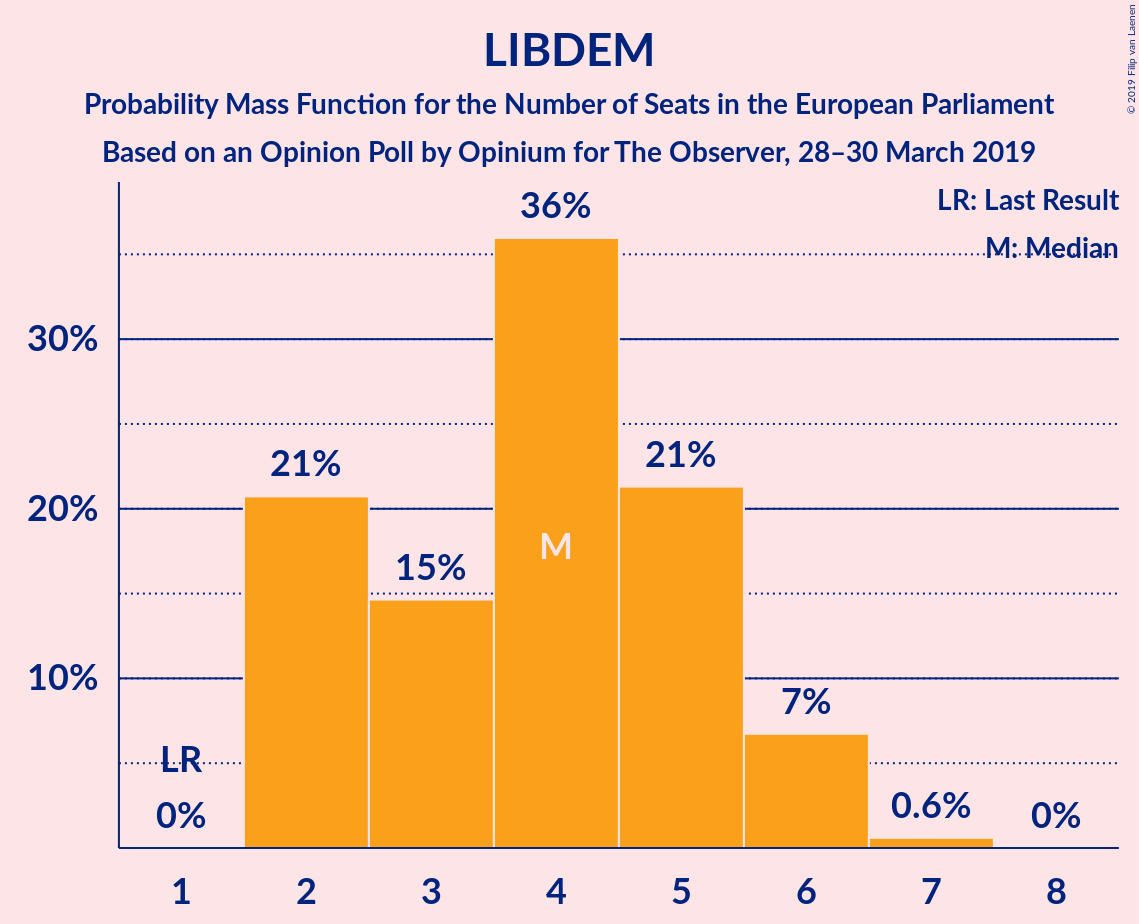 LIBDEM
Probability Mass Function for the Number of Seats in the European Parliament
Based on an Opinion Poll by Opinium for The Observer, 28–30 March 2019
© 2019 Filip van Laenen
LR: Last Result
M: Median
36%
30%
21%
21%
20%
M
15%
10%
7%
LR
0%
0.6%
0%
1 2 3 4 5 6 7 8